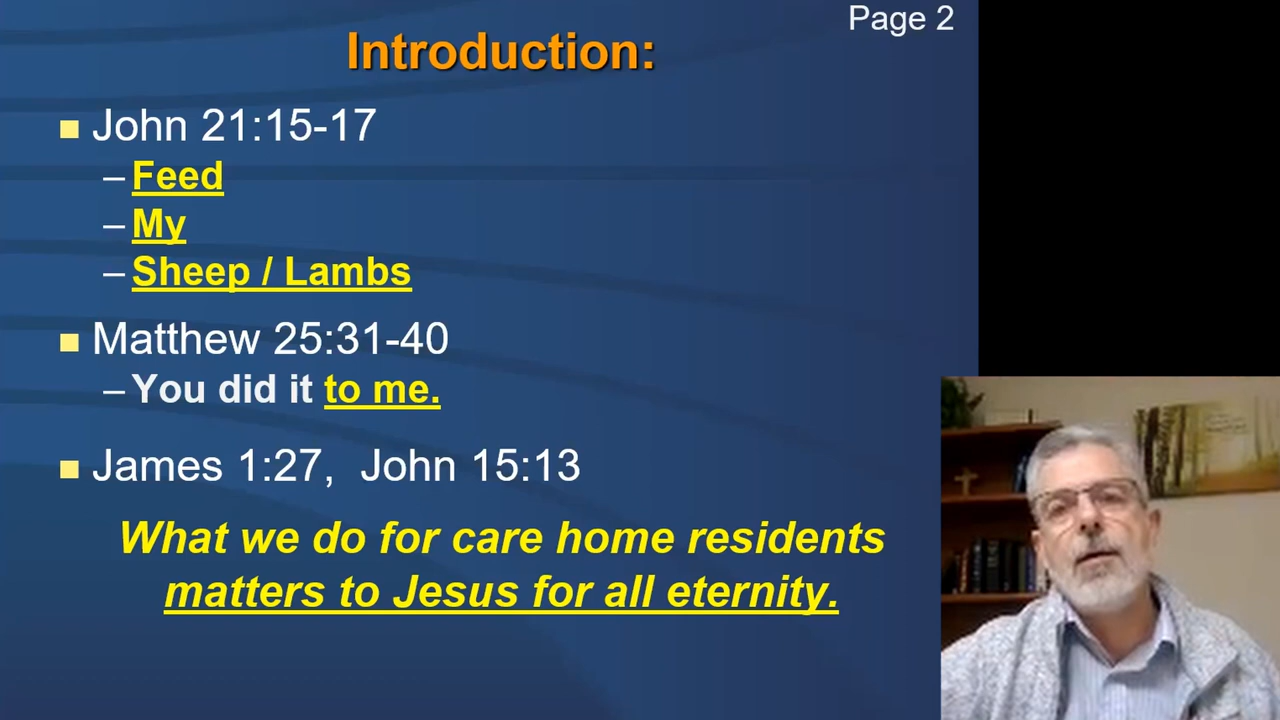 Page 2
Introduction:
John 21:15-17
– Feed
– My
– Sheep / Lambs
Matthew 25:31-40
– You did it to me.
James 1:27, John 15:13
What we do for care home residents
matters to Jesus for all eternity.